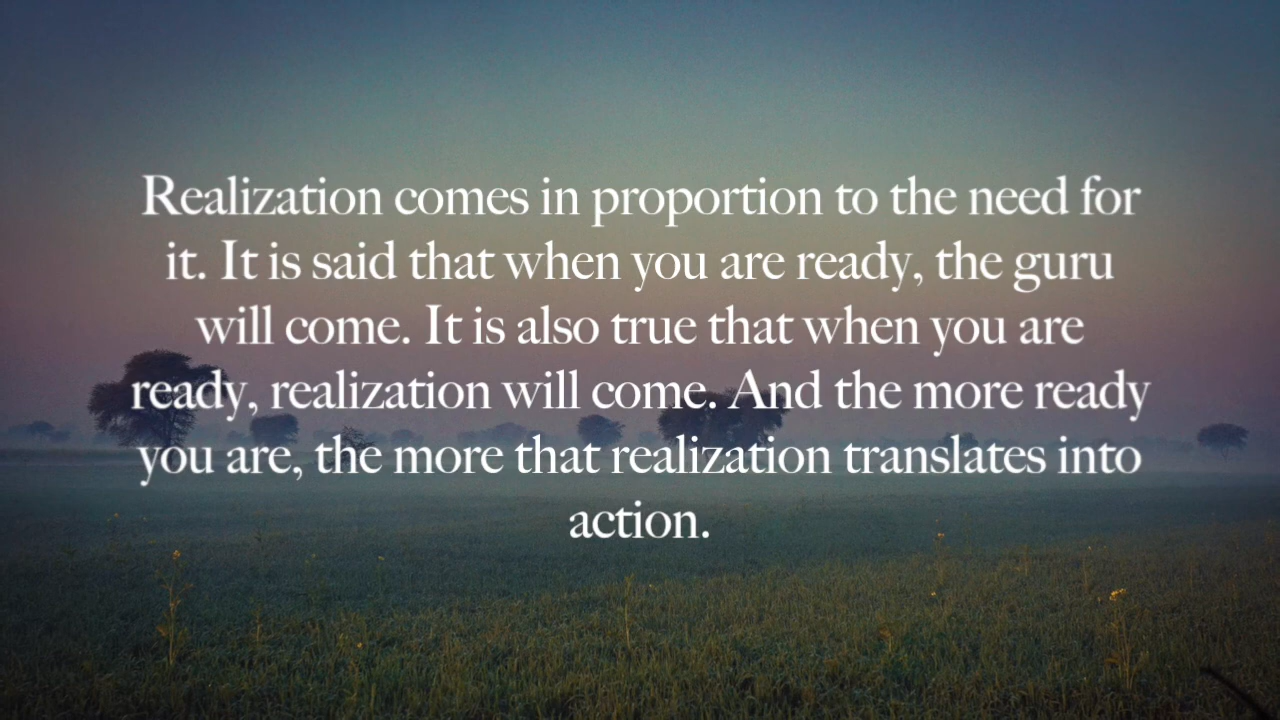 Realization comes in proportion to the need for
it. It is said that when you are ready, the guru
will come. It is also true that when you are
ready, realization will come. And the more ready
you are, the more that realization translates into
action.